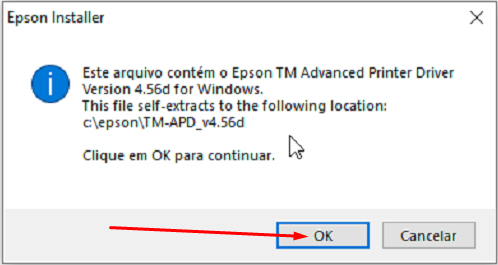 Epson Installer
Este arquivo contém o Epson TM Advanced Printer Driver
Version 4.56d for Windows.
This file self-extracts to the following location:
c:\epson\TM-APD_v4.56d
Clique em OK para continuar.
OK
Cancelar